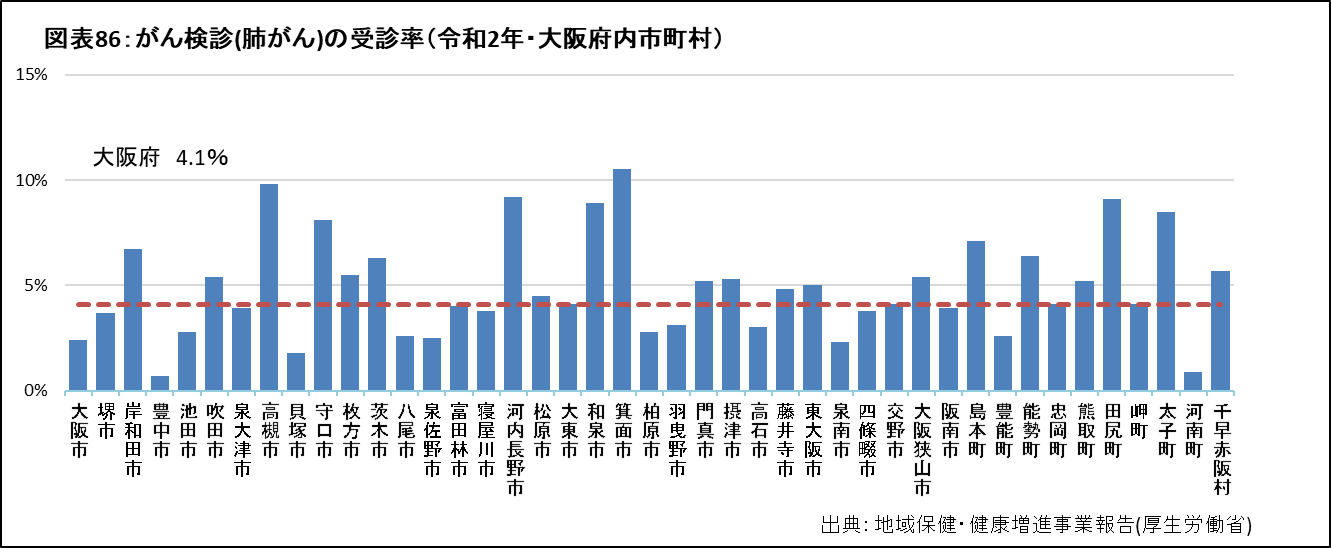 図表86：がん検診(肺がん)の受診率（令和2年・大阪府内市町村）
15%
大阪府 4.1%
10%
5%
0%
大阪市
堺市
岸和田市
豊中市
池田市
吹田市
泉大津市
高槻市
貝塚市
守口市
枚方市
茨木市
八尾市
泉佐野市
富田林市
寝屋川市
河内長野市
松原市
大東市
和泉市
箕面市
柏原市
羽曳野市
門真市
摂津市
高石市
藤井寺市
東大阪市
泉南市
四條畷市
交野市
大阪狭山市
阪南市
島本町
豊能町
能勢町
忠岡町
熊取町
田尻町
岬町
太子町
河南町
千早赤阪村
出典：地域保健・健康増進事業報告(厚生労働省)